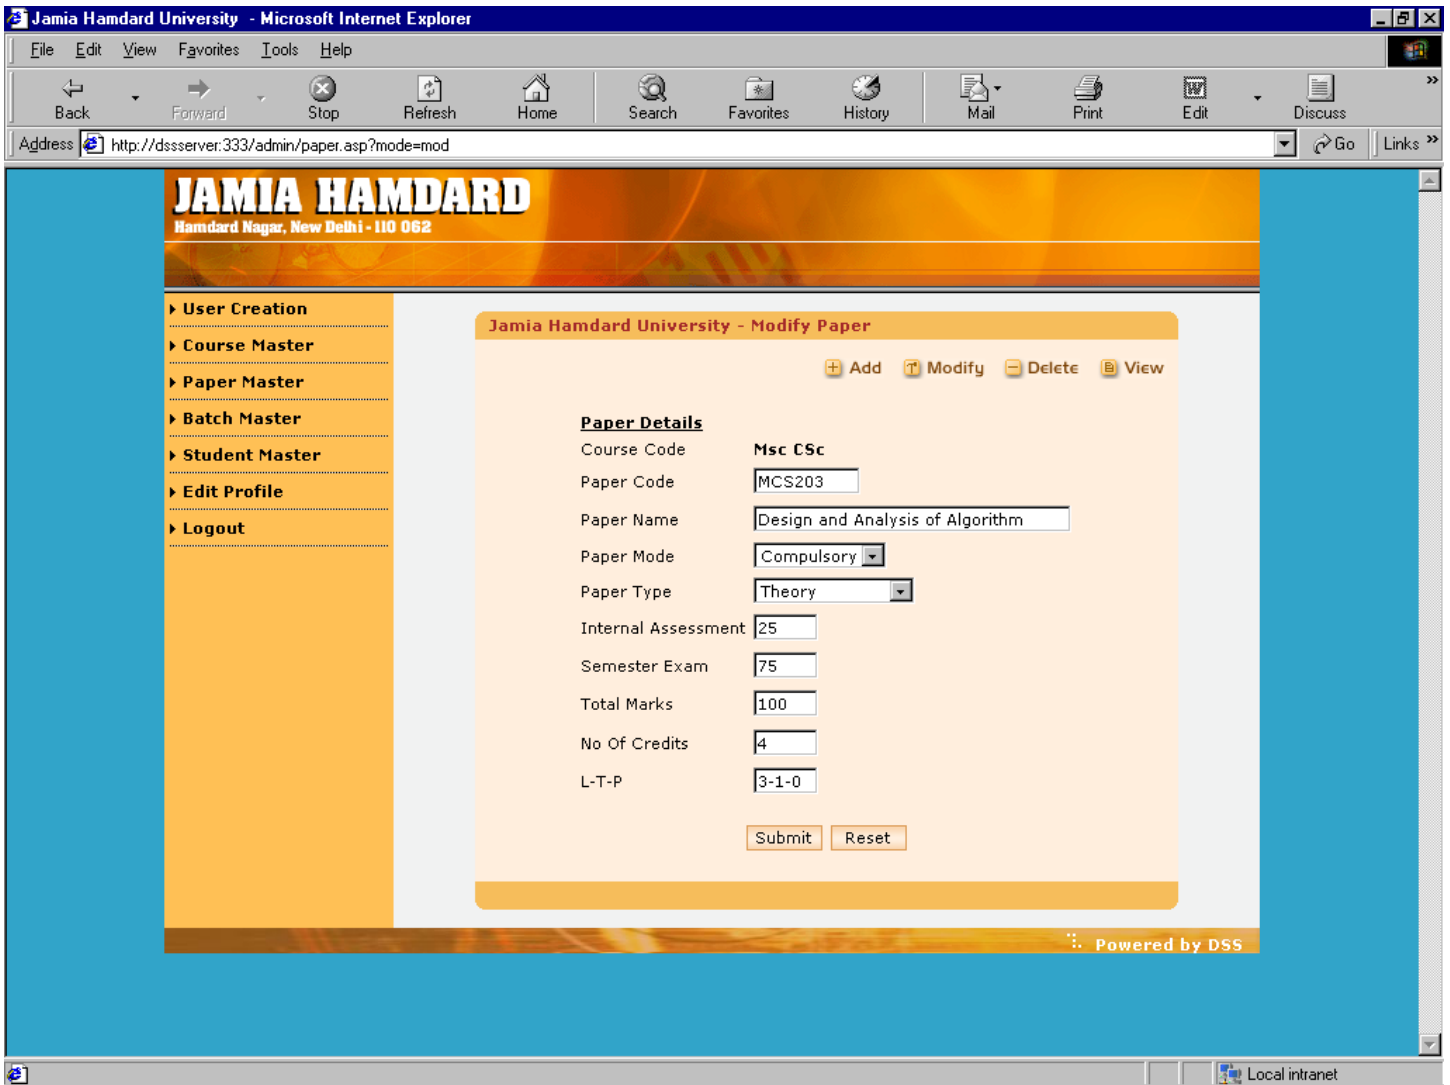 Jamia Hamdard University - Microsoft Internet Explorer
File Edit View Favorites Tools Help
Back Forward Stop Refresh Home Search Favorites History Mail Print Edit Discuss »
Address http://dssserver:333/admin/paper.asp?mode=mod Go Links »
JAMIA HAMDARD
Hamdard Nagar, New Delhi - 110 062
User Creation
Course Master
Paper Master
Batch Master
Student Master
Edit Profile
Logout
Jamia Hamdard University - Modify Paper
Add Modify Delete View
Paper Details
Course Code Msc CSc
Paper Code MCS203
Paper Name Design and Analysis of Algorithm
Paper Mode Compulsory
Paper Type Theory
Internal Assessment 25
Semester Exam 75
Total Marks 100
No Of Credits 4
L-T-P 3-1-0
Submit Reset
Powered by DSS
Local intranet